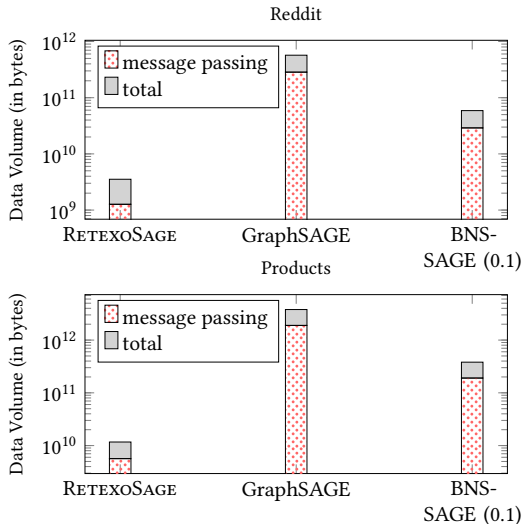 Reddit
Data Volume (in bytes)
10^12
10^11
10^10
10^9
message passing
total
RETEXOSAGE
GraphSAGE
BNS-
SAGE (0.1)
Products
Data Volume (in bytes)
10^12
10^11
10^10
message passing
total
RETEXOSAGE
GraphSAGE
BNS-
SAGE (0.1)